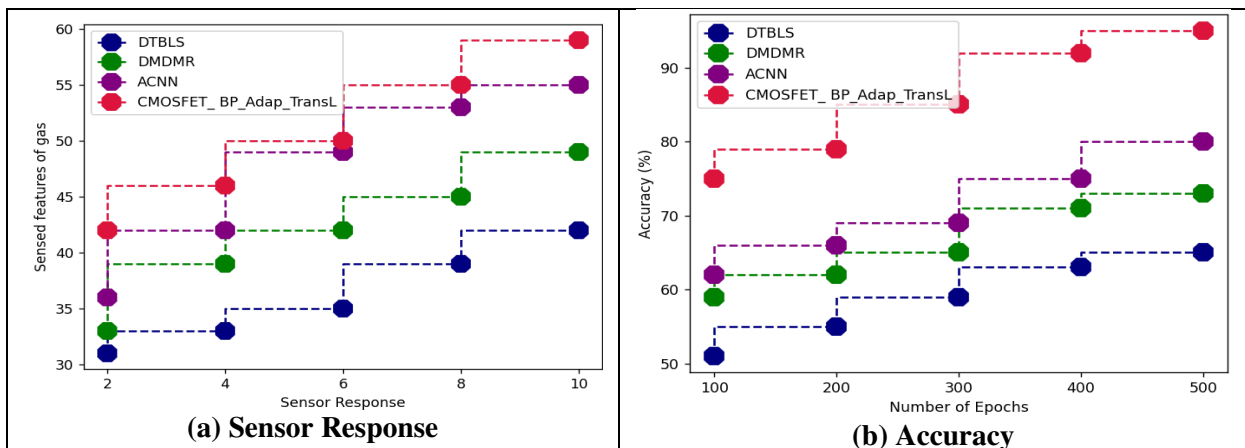 60
55
50
45
40
35
30
Sensed features of gas
DTBLS
DMDMR
ACNN
CMOSFET_ BP_Adap_TransL
2 4 6 8 10
Sensor Response
(a) Sensor Response
90
80
70
60
50
Accuracy (%)
DTBLS
DMDMR
ACNN
CMOSFET_ BP_Adap_TransL
100 200 300 400 500
Number of Epochs
(b) Accuracy